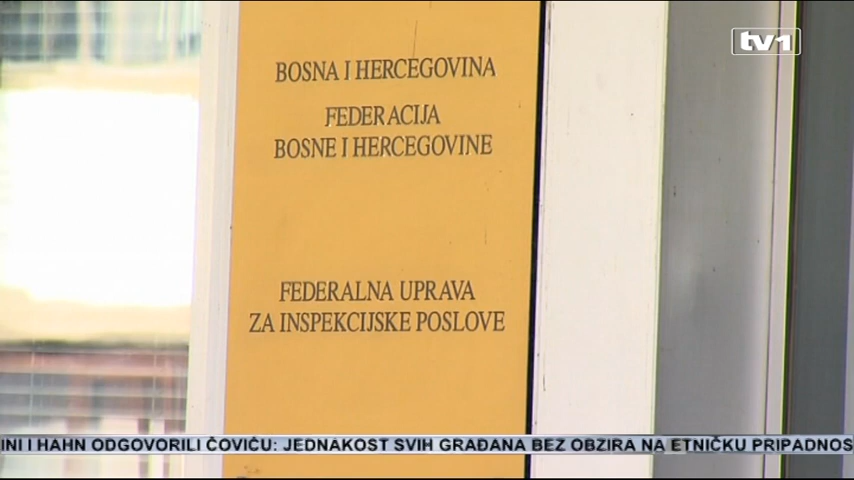 tv1
BOSNA I HERCEGOVINA
FEDERACIJA
BOSNE I HERCEGOVINE
FEDERALNA UPRAVA
ZA INSPEKCIJSKE POSLOVE
INI I HAHN ODGOVORILI ČOVIĆU: JEDNAKOST SVIH GRAĐANA BEZ OBZIRA NA ETNIČKU PRIPADNOS